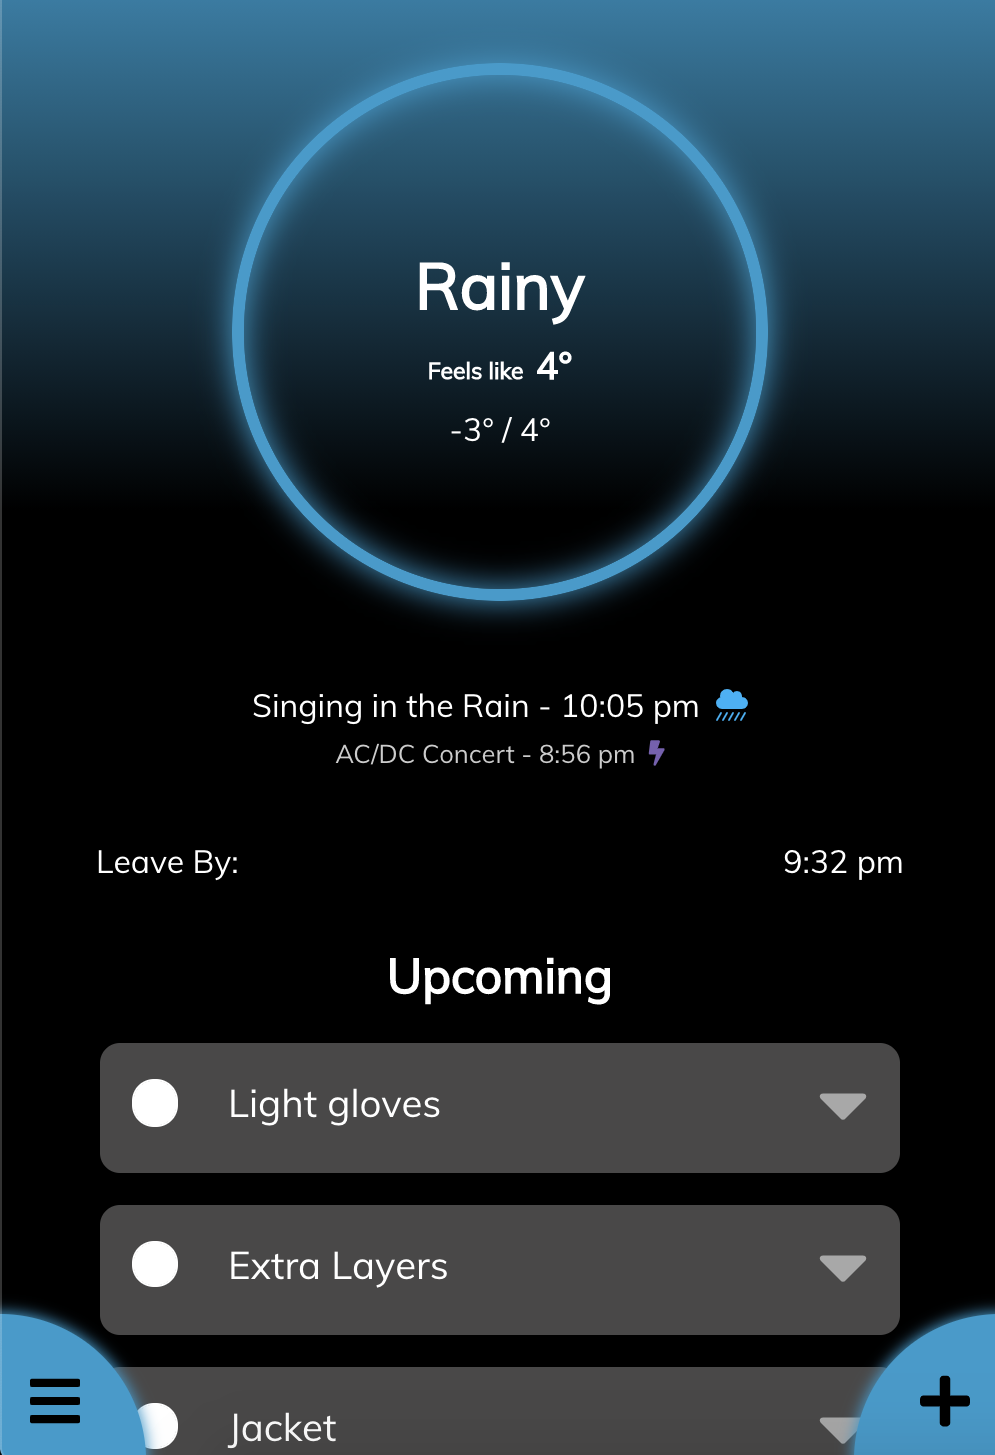 Rainy
Feels like 4°
-3° / 4°
Singing in the Rain - 10:05 pm
AC/DC Concert - 8:56 pm
Leave By: 9:32 pm
Upcoming
Light gloves
Extra Layers
Jacket